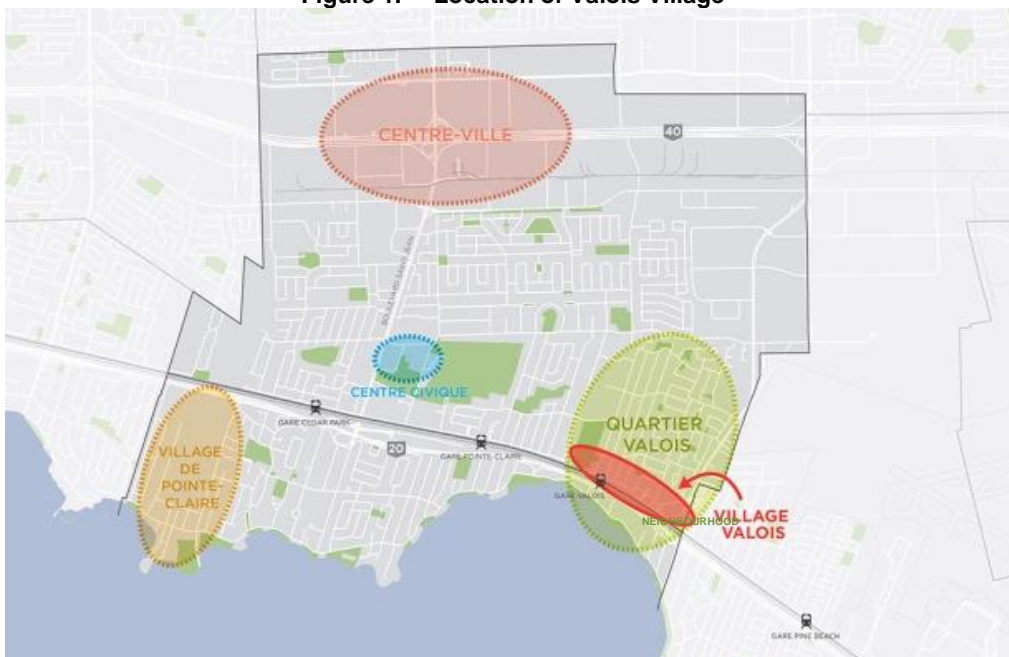 Figure 1. Location of Valois Village
CENTRE-VILLE
40
BOULEVARD SAINT-JEAN
CENTRE CIVIQUE
GARE CEDAR PARK
20
GARE POINTE-CLAIRE
VILLAGE
DE
POINTE-
CLAIRE
QUARTIER
VALOIS
GARE VALOIS
NEIGHBOURHOOD
VILLAGE
VALOIS
GARE PINE BEACH